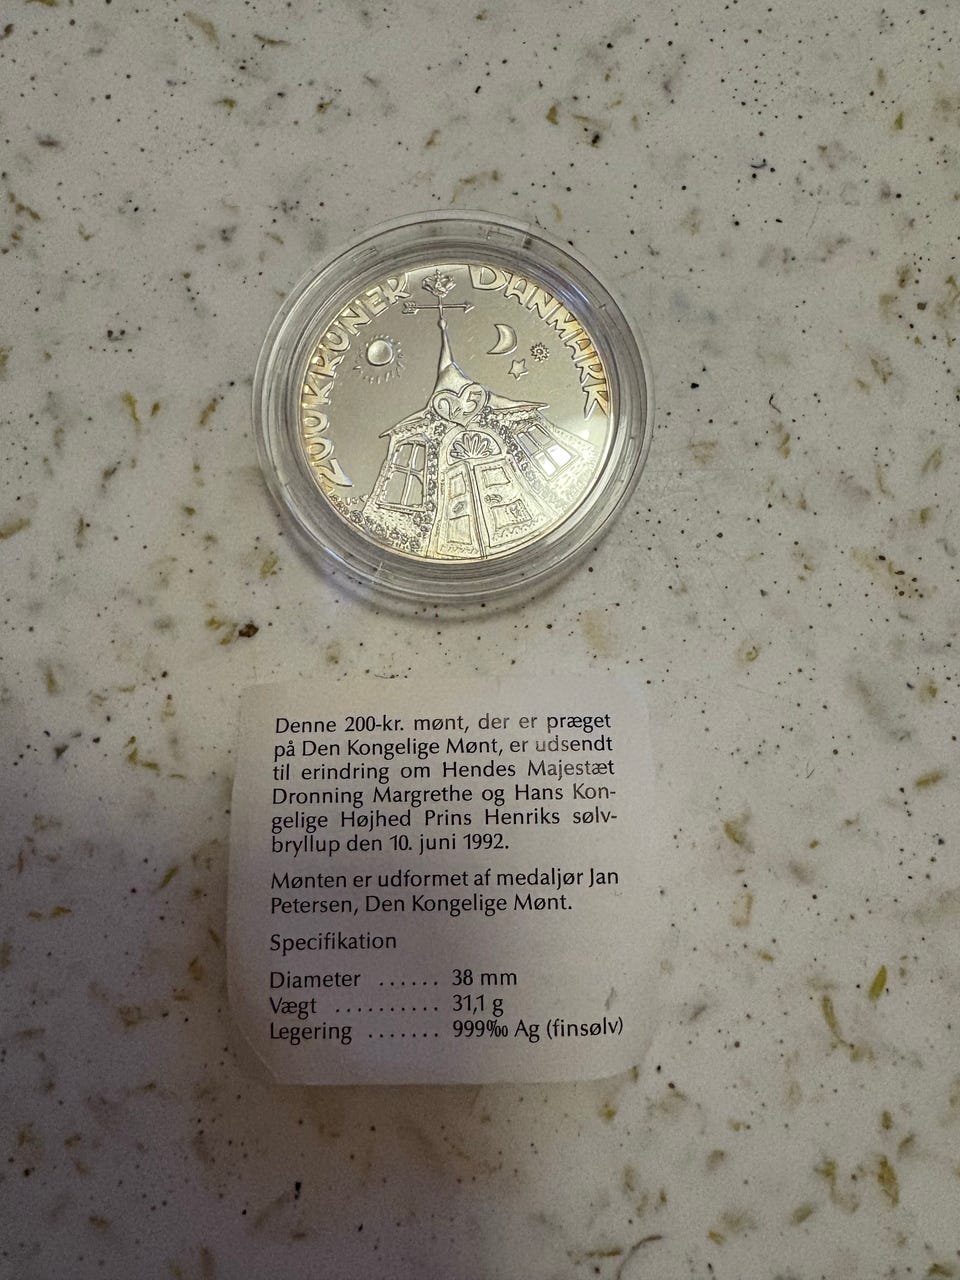 200 KRONER DANMARK
25
Denne 200-kr. mønt, der er præget
på Den Kongelige Mønt, er udsendt
til erindring om Hendes Majestæt
Dronning Margrethe og Hans Kon-
gelige Højhed Prins Henriks sølv-
bryllup den 10. juni 1992.
Mønten er udformet af medaljør Jan
Petersen, Den Kongelige Mønt.
Specifikation
Diameter ...... 38 mm
Vægt .......... 31,1 g
Legering ....... 999‰ Ag (finsølv)